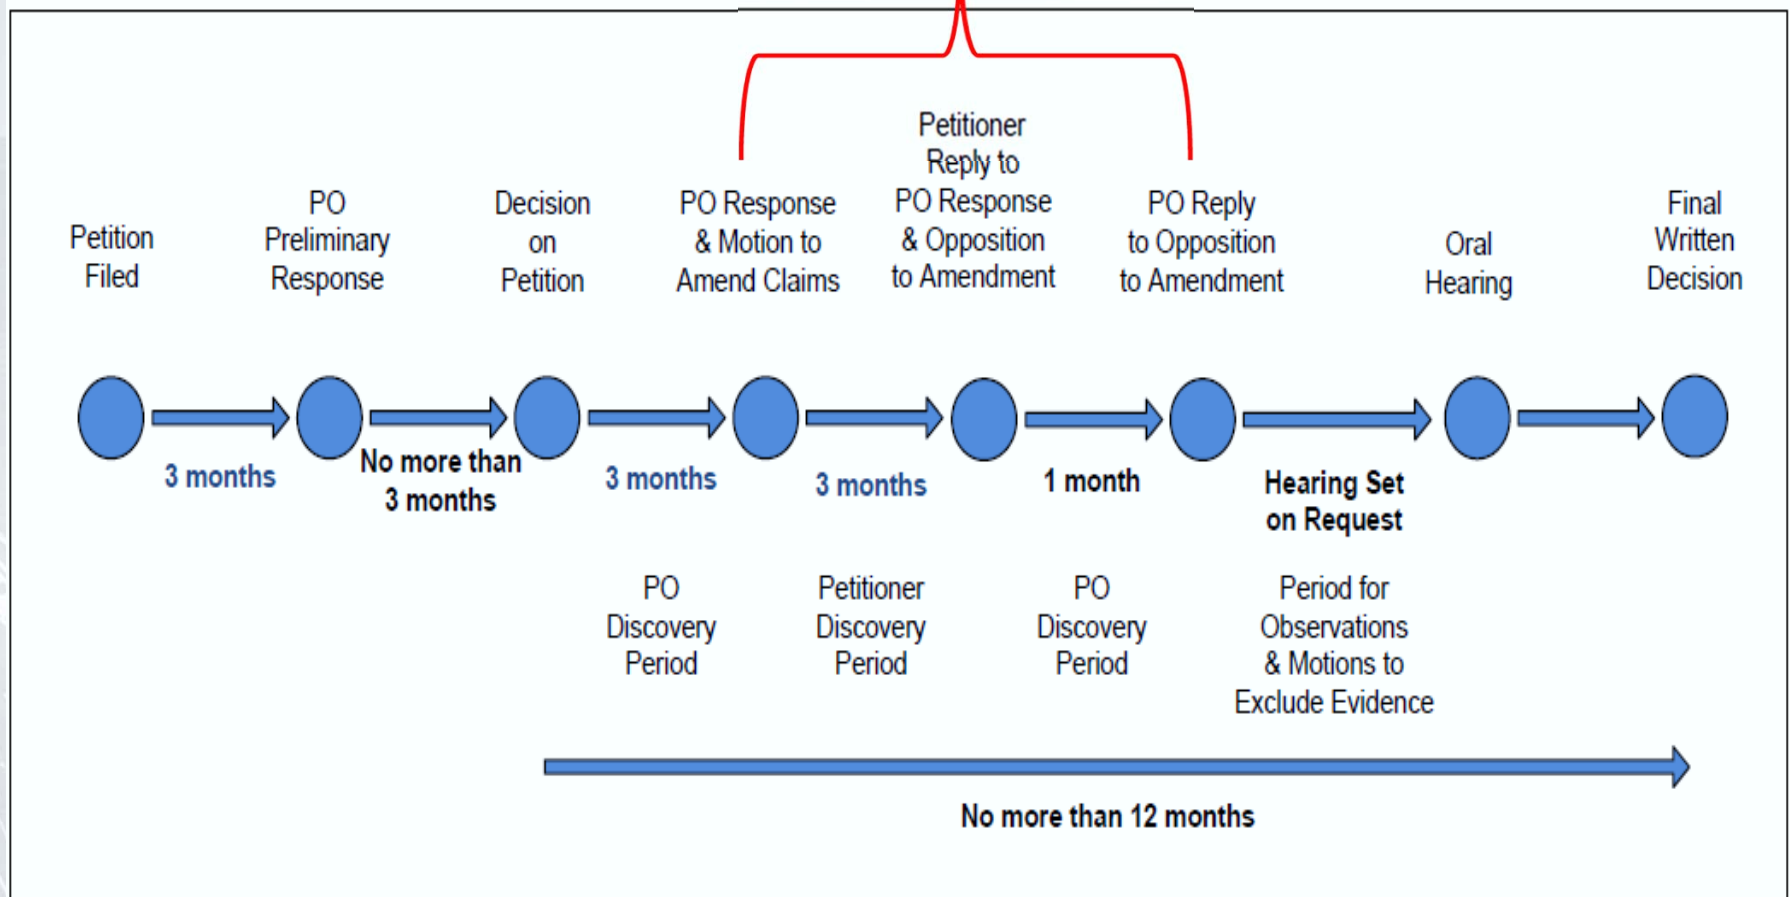 Petition
Filed
PO
Preliminary
Response
Decision
on
Petition
PO Response
& Motion to
Amend Claims
Petitioner
Reply to
PO Response
& Opposition
to Amendment
PO Reply
to Opposition
to Amendment
Oral
Hearing
Final
Written
Decision
3 months
No more than
3 months
3 months
3 months
1 month
Hearing Set
on Request
PO
Discovery
Period
Petitioner
Discovery
Period
PO
Discovery
Period
Period for
Observations
& Motions to
Exclude Evidence
No more than 12 months